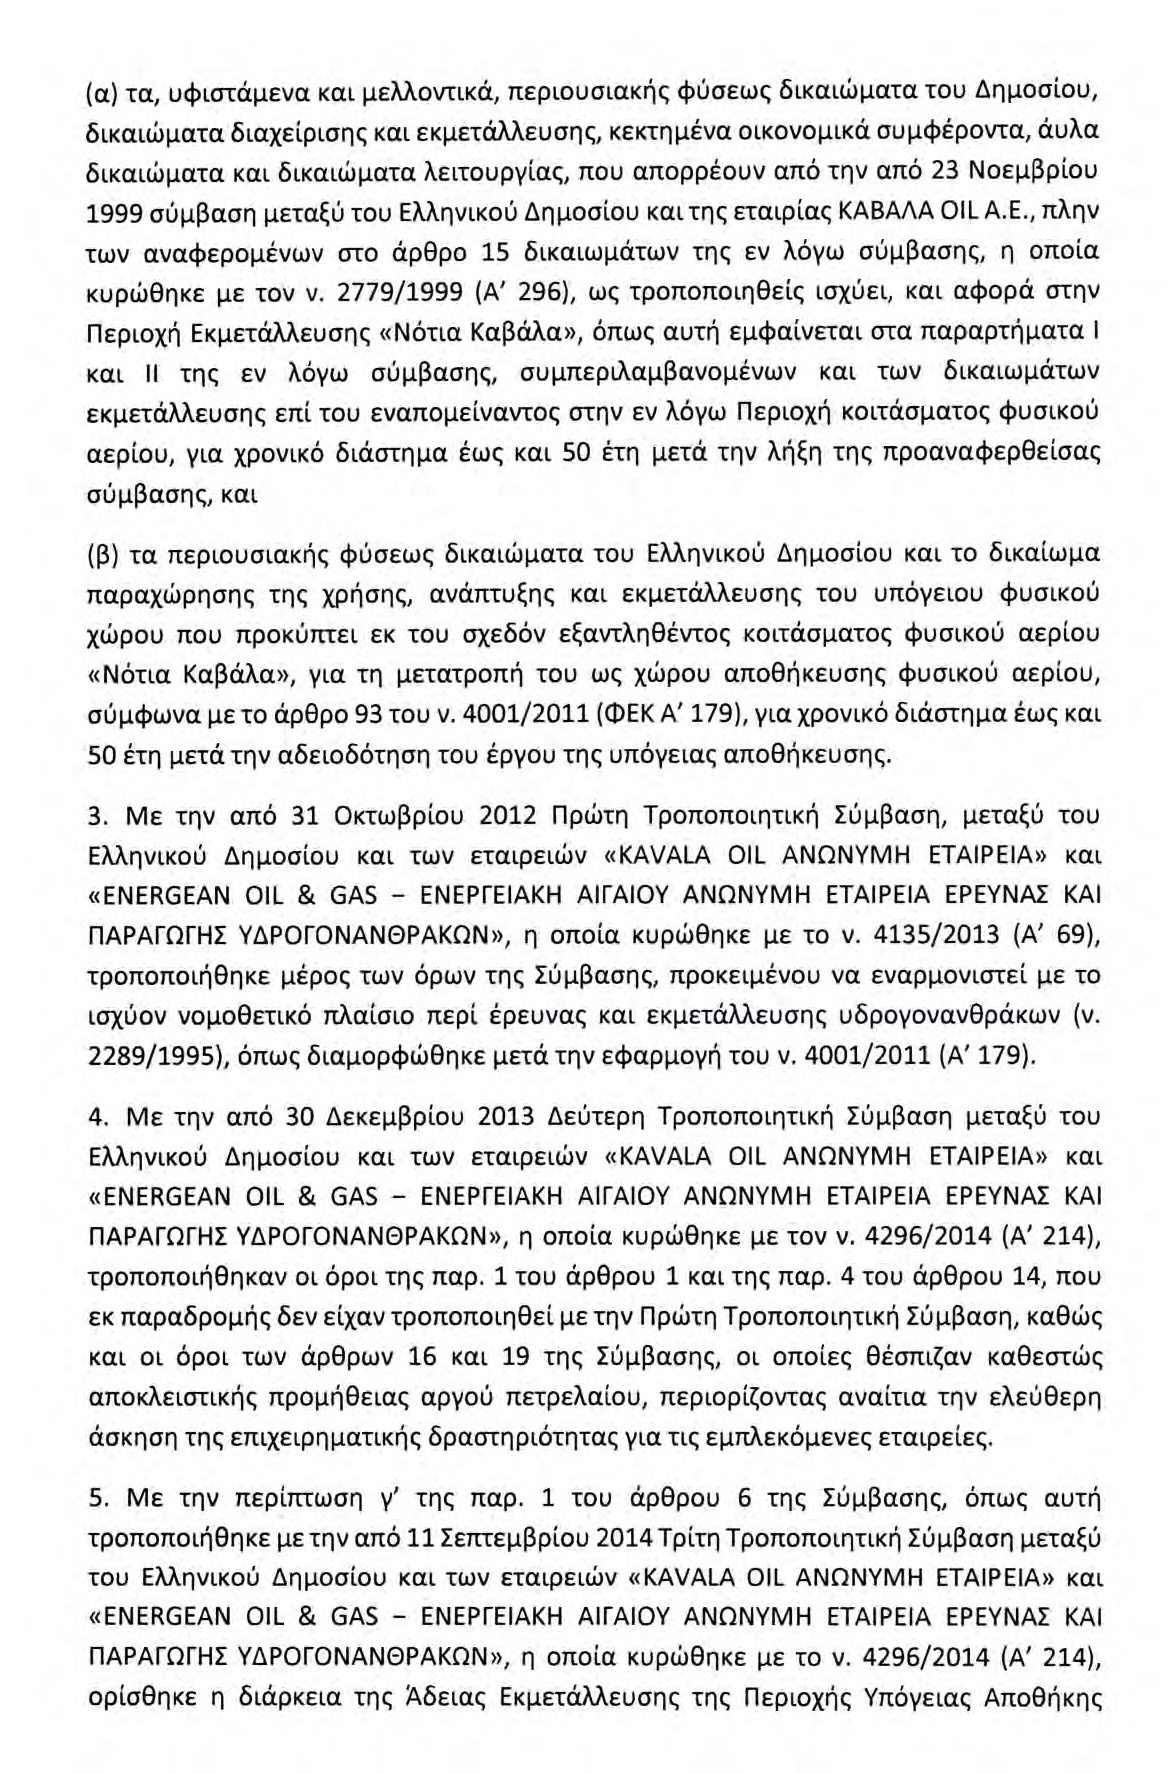 (α) τα, υφιστάμενα και μελλοντικά, περιουσιακής φύσεως δικαιώματα του Δημοσίου,
δικαιώματα διαχείρισης και εκμετάλλευσης, κεκτημένα οικονομικά συμφέροντα, άυλα
δικαιώματα και δικαιώματα λειτουργίας, που απορρέουν από την από 23 Νοεμβρίου
1999 σύμβαση μεταξύ του Ελληνικού Δημοσίου και της εταιρίας ΚΑΒΑΛΑ OIL Α.Ε., πλην
των αναφερομένων στο άρθρο 15 δικαιωμάτων της εν λόγω σύμβασης, η οποία
κυρώθηκε με τον ν. 2779/1999 (Α’ 296), ως τροποποιηθείς ισχύει, και αφορά στην
Περιοχή Εκμετάλλευσης «Νότια Καβάλα», όπως αυτή εμφαίνεται στα παραρτήματα Ι
και ΙΙ της εν λόγω σύμβασης, συμπεριλαμβανομένων και των δικαιωμάτων
εκμετάλλευσης επί του εναπομείναντος στην εν λόγω Περιοχή κοιτάσματος φυσικού
αερίου, για χρονικό διάστημα έως και 50 έτη μετά την λήξη της προαναφερθείσας
σύμβασης, και
(β) τα περιουσιακής φύσεως δικαιώματα του Ελληνικού Δημοσίου και το δικαίωμα
παραχώρησης της χρήσης, ανάπτυξης και εκμετάλλευσης του υπόγειου φυσικού
χώρου που προκύπτει εκ του σχεδόν εξαντληθέντος κοιτάσματος φυσικού αερίου
«Νότια Καβάλα», για τη μετατροπή του ως χώρου αποθήκευσης φυσικού αερίου,
σύμφωνα με το άρθρο 93 του ν. 4001/2011 (ΦΕΚ Α’ 179), για χρονικό διάστημα έως και
50 έτη μετά την αδειοδότηση του έργου της υπόγειας αποθήκευσης.
3. Με την από 31 Οκτωβρίου 2012 Πρώτη Τροποποιητική Σύμβαση, μεταξύ του
Ελληνικού Δημοσίου και των εταιρειών «KAVALA OIL ΑΝΩΝΥΜΗ ΕΤΑΙΡΕΙΑ» και
«ENERGEAN OIL & GAS – ΕΝΕΡΓΕΙΑΚΗ ΑΙΓΑΙΟΥ ΑΝΩΝΥΜΗ ΕΤΑΙΡΕΙΑ ΕΡΕΥΝΑΣ ΚΑΙ
ΠΑΡΑΓΩΓΗΣ ΥΔΡΟΓΟΝΑΝΘΡΑΚΩΝ», η οποία κυρώθηκε με το ν. 4135/2013 (Α’ 69),
τροποποιήθηκε μέρος των όρων της Σύμβασης, προκειμένου να εναρμονιστεί με το
ισχύον νομοθετικό πλαίσιο περί έρευνας και εκμετάλλευσης υδρογονανθράκων (ν.
2289/1995), όπως διαμορφώθηκε μετά την εφαρμογή του ν. 4001/2011 (Α’ 179).
4. Με την από 30 Δεκεμβρίου 2013 Δεύτερη Τροποποιητική Σύμβαση μεταξύ του
Ελληνικού Δημοσίου και των εταιρειών «KAVALA OIL ΑΝΩΝΥΜΗ ΕΤΑΙΡΕΙΑ» και
«ENERGEAN OIL & GAS – ΕΝΕΡΓΕΙΑΚΗ ΑΙΓΑΙΟΥ ΑΝΩΝΥΜΗ ΕΤΑΙΡΕΙΑ ΕΡΕΥΝΑΣ ΚΑΙ
ΠΑΡΑΓΩΓΗΣ ΥΔΡΟΓΟΝΑΝΘΡΑΚΩΝ», η οποία κυρώθηκε με τον ν. 4296/2014 (Α’ 214),
τροποποιήθηκαν οι όροι της παρ. 1 του άρθρου 1 και της παρ. 4 του άρθρου 14, που
εκ παραδρομής δεν είχαν τροποποιηθεί με την Πρώτη Τροποποιητική Σύμβαση, καθώς
και οι όροι των άρθρων 16 και 19 της Σύμβασης, οι οποίες θέσπιζαν καθεστώς
αποκλειστικής προμήθειας αργού πετρελαίου, περιορίζοντας αναίτια την ελεύθερη
άσκηση της επιχειρηματικής δραστηριότητας για τις εμπλεκόμενες εταιρείες.
5. Με την περίπτωση γ’ της παρ. 1 του άρθρου 6 της Σύμβασης, όπως αυτή
τροποποιήθηκε με την από 11 Σεπτεμβρίου 2014 Τρίτη Τροποποιητική Σύμβαση μεταξύ
του Ελληνικού Δημοσίου και των εταιρειών «KAVALA OIL ΑΝΩΝΥΜΗ ΕΤΑΙΡΕΙΑ» και
«ENERGEAN OIL & GAS – ΕΝΕΡΓΕΙΑΚΗ ΑΙΓΑΙΟΥ ΑΝΩΝΥΜΗ ΕΤΑΙΡΕΙΑ ΕΡΕΥΝΑΣ ΚΑΙ
ΠΑΡΑΓΩΓΗΣ ΥΔΡΟΓΟΝΑΝΘΡΑΚΩΝ», η οποία κυρώθηκε με το ν. 4296/2014 (Α’ 214),
ορίσθηκε η διάρκεια της Άδειας Εκμετάλλευσης της Περιοχής Υπόγειας Αποθήκης